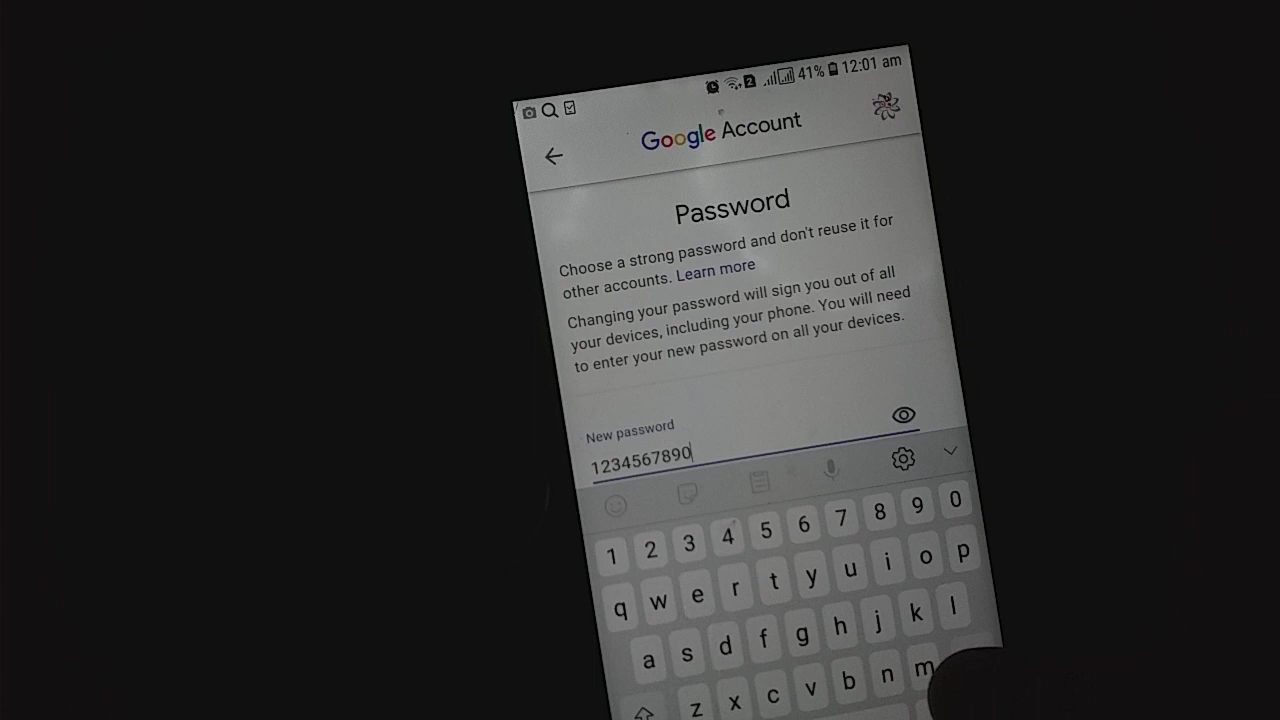 2 41% 12:01 am
Google Account
Password
Choose a strong password and don't reuse it for
other accounts. Learn more
Changing your password will sign you out of all
your devices, including your phone. You will need
to enter your new password on all your devices.
New password
1234567890
1 2 3 4 5 6 7 8 9 0
q w e r t y u i o p
a s d f g h j k l
z x c v b n m